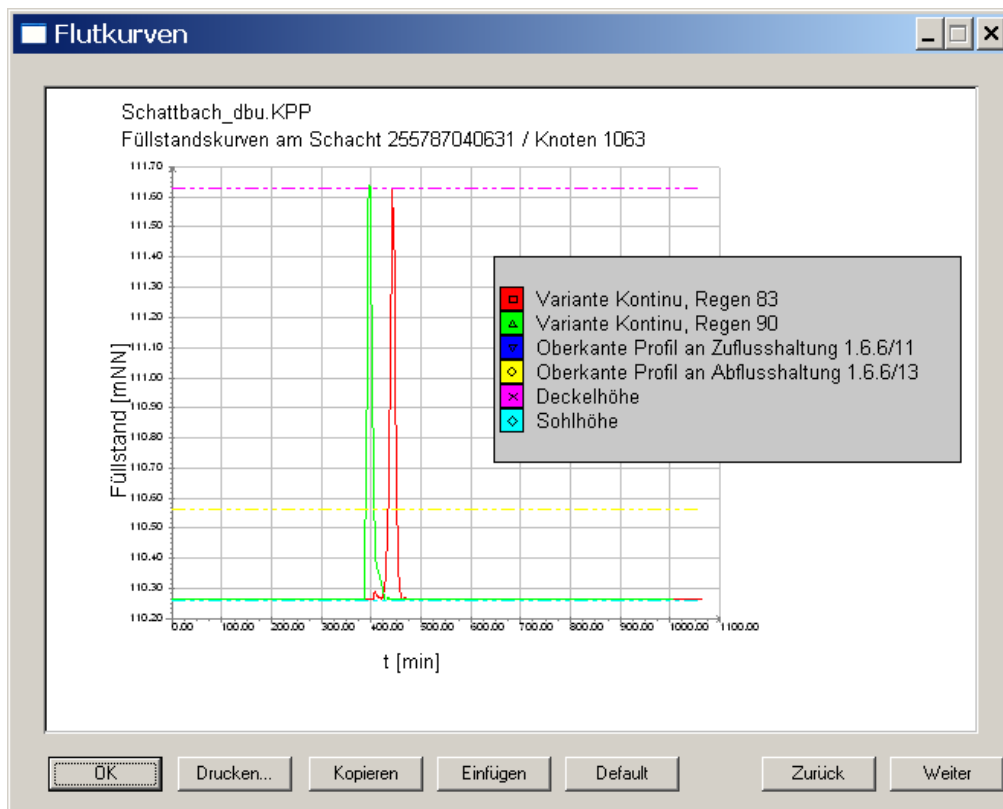 Flutkurven
Schattbach_dbu.KPP
Füllstandskurven am Schacht 255787040631 / Knoten 1063
111.70
111.60
111.50
111.40
111.30
111.20
111.10
111.00
110.90
110.80
110.70
110.60
110.50
110.40
110.30
110.20
Füllstand [mNN]
0.00 100.00 200.00 300.00 400.00 500.00 600.00 700.00 800.00 900.00 1000.00 1100.00
t [min]
Variante Kontinu, Regen 83
Variante Kontinu, Regen 90
Oberkante Profil an Zuflusshaltung 1.6.6/11
Oberkante Profil an Abflusshaltung 1.6.6/13
Deckelhöhe
Sohlhöhe
OK Drucken... Kopieren Einfügen Default Zurück Weiter